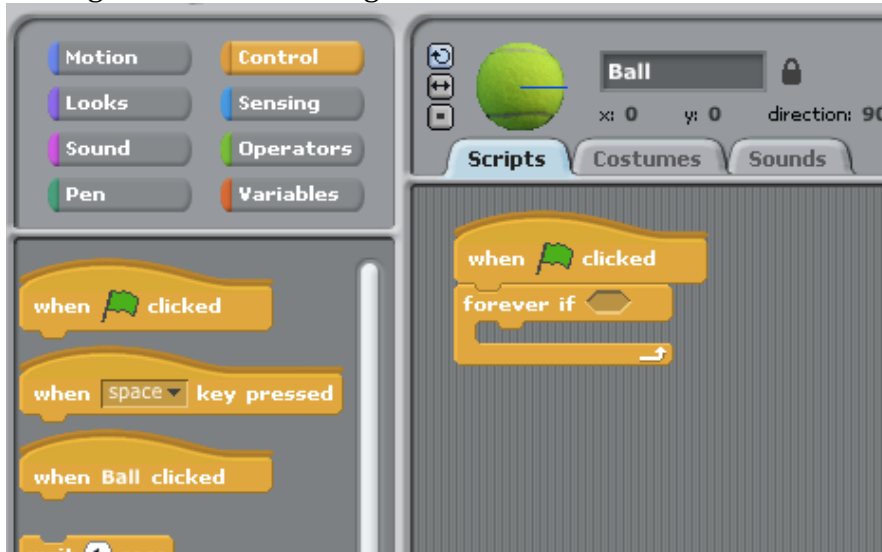 Motion Control
Looks Sensing
Sound Operators
Pen Variables
Ball
x: 0 y: 0 direction: 90
Scripts Costumes Sounds
when clicked
forever if
when clicked
when space key pressed
when Ball clicked